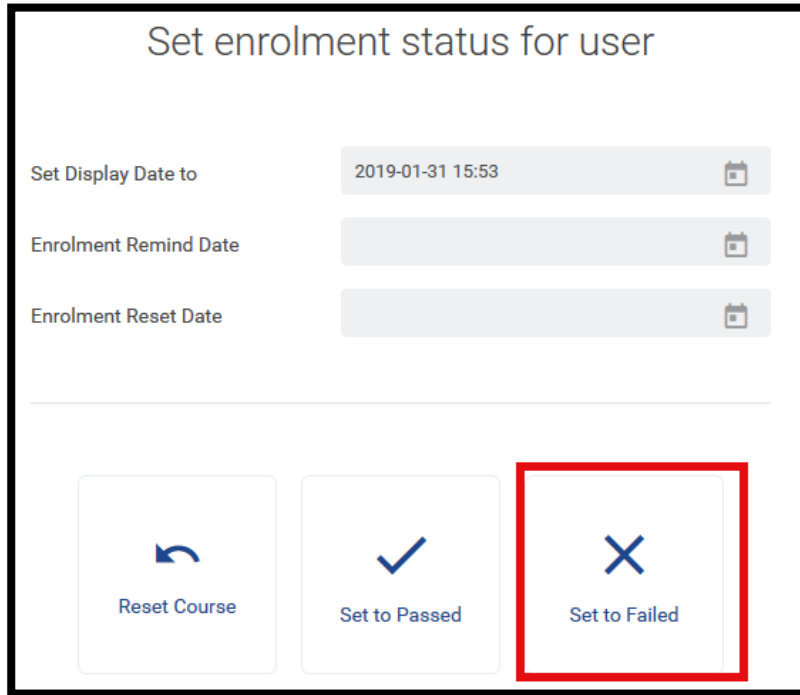 Set enrolment status for user
Set Display Date to 2019-01-31 15:53
Enrolment Remind Date
Enrolment Reset Date
Reset Course Set to Passed Set to Failed